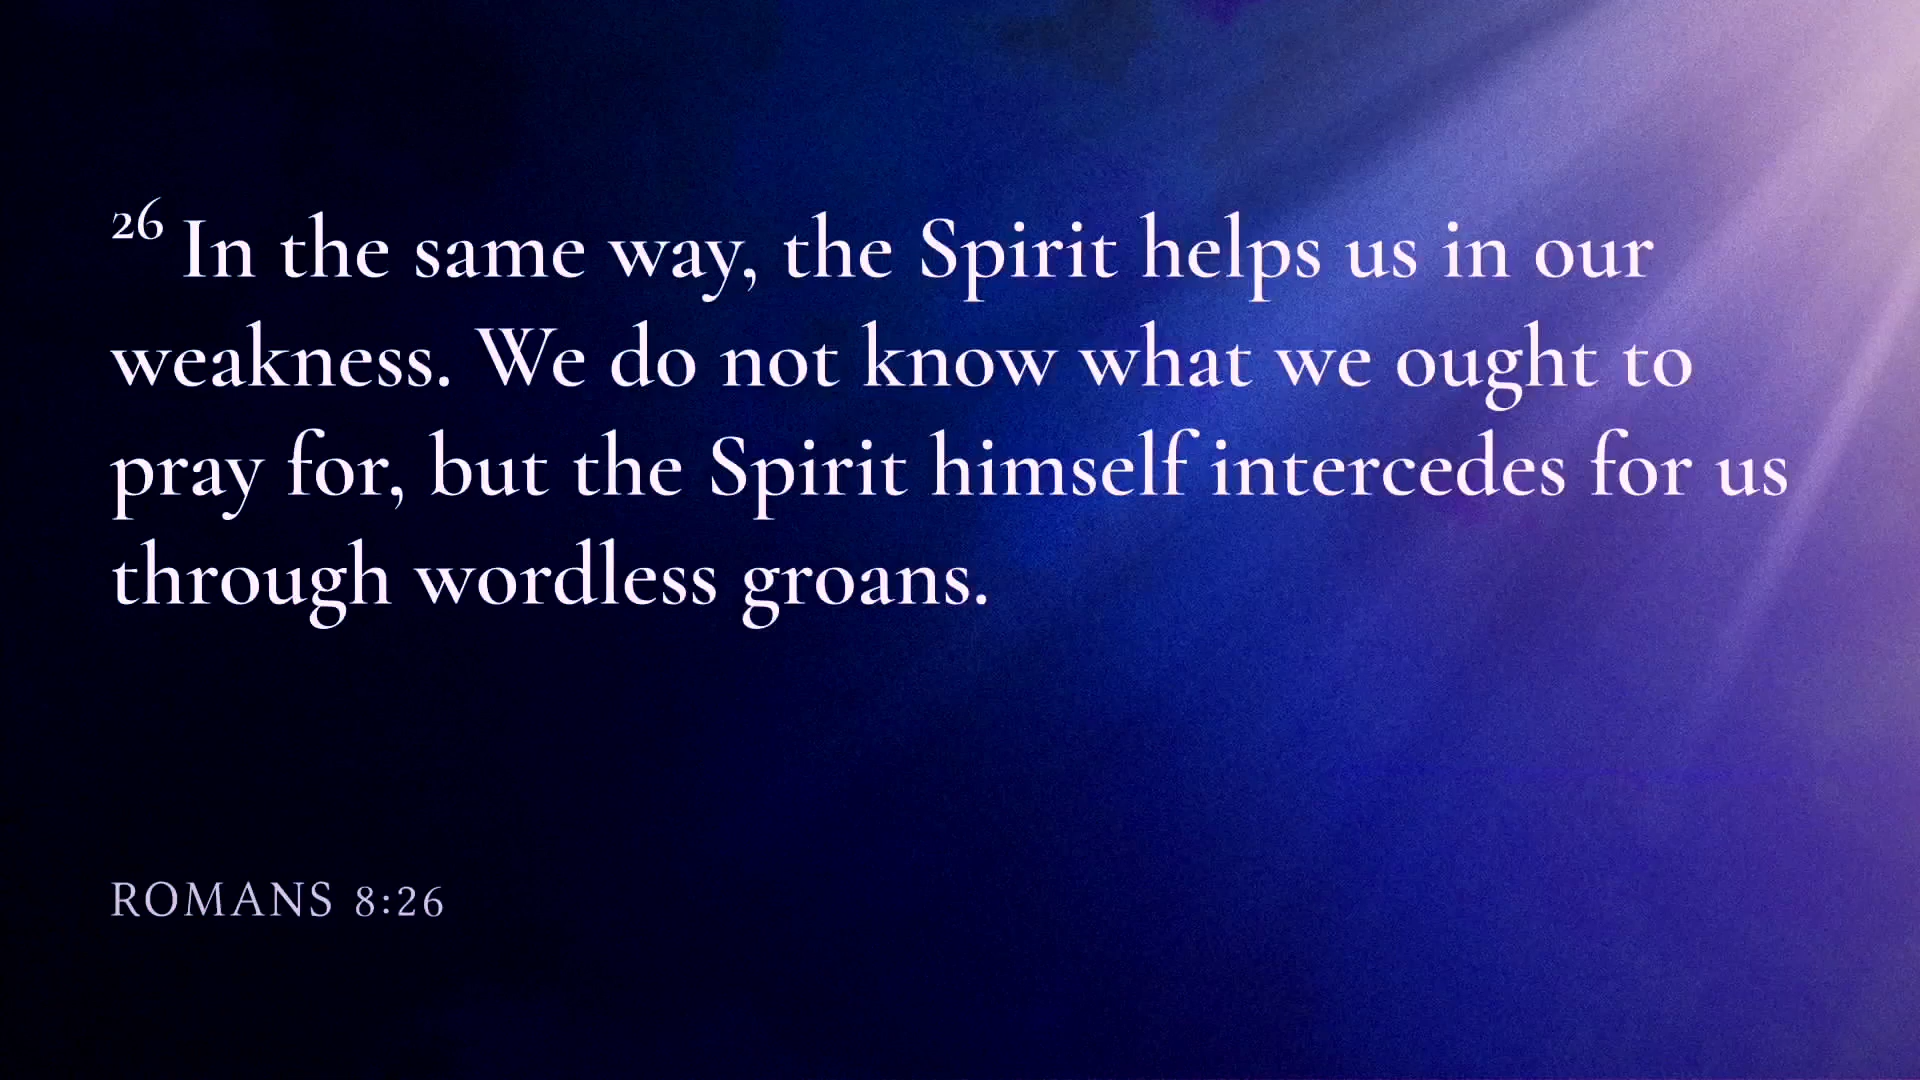 26 In the same way, the Spirit helps us in our
weakness. We do not know what we ought to
pray for, but the Spirit himself intercedes for us
through wordless groans.
ROMANS 8:26